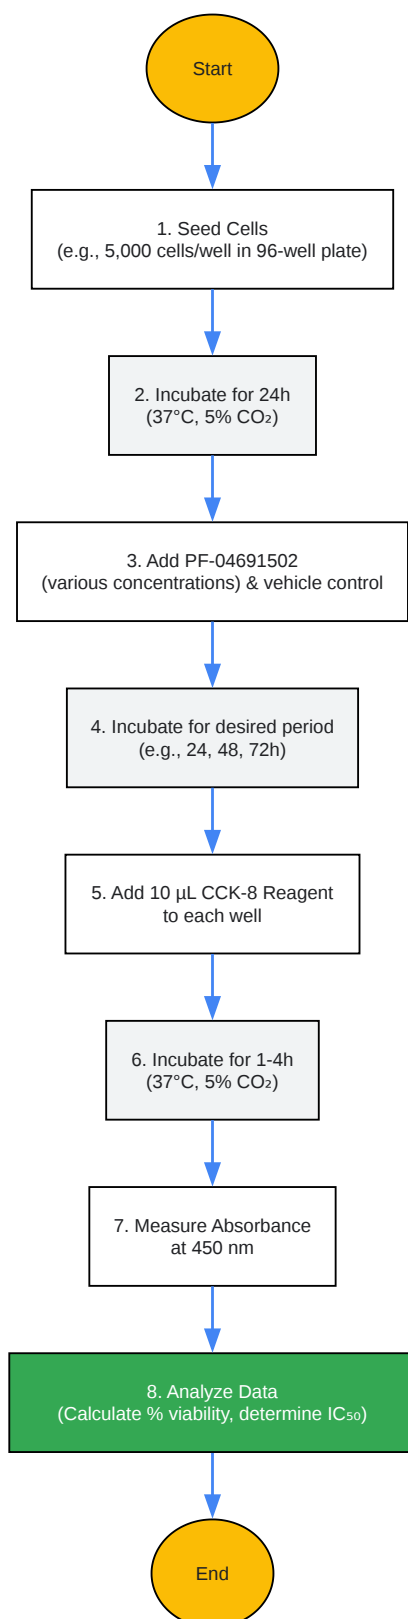 Start
1. Seed Cells
(e.g., 5,000 cells/well in 96-well plate)
2. Incubate for 24h
(37°C, 5% CO₂)
3. Add PF-04691502
(various concentrations) & vehicle control
4. Incubate for desired period
(e.g., 24, 48, 72h)
5. Add 10 µL CCK-8 Reagent
to each well
6. Incubate for 1-4h
(37°C, 5% CO₂)
7. Measure Absorbance
at 450 nm
8. Analyze Data
(Calculate % viability, determine IC₅₀)
End